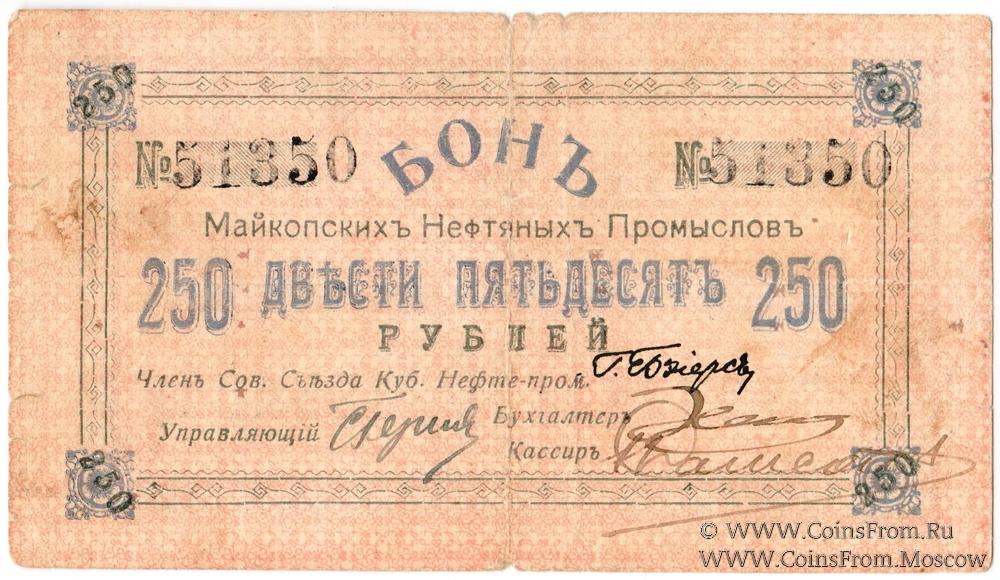 250 250
№51350 БОНЪ №51350
Майкопскихъ Нефтяныхъ Промысловъ
250 ДВѢСТИ ПЯТЬДЕСЯТЪ 250
РУБЛЕЙ
Членъ Сов. Съѣзда Куб. Нефте-пром.
Управляющій Бухгалтеръ
Кассиръ
250 250
© WWW.CoinsFrom.Ru
WWW.CoinsFrom.Moscow